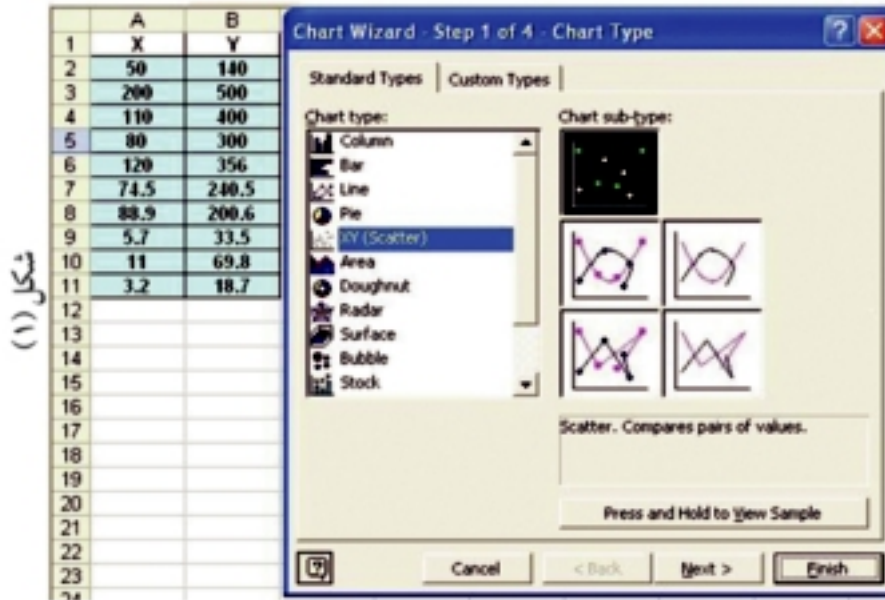 شكل (١)
A B
1 X Y
2 50 140
3 200 500
4 110 400
5 80 300
6 120 356
7 74.5 240.5
8 88.9 200.6
9 5.7 33.5
10 11 69.8
11 3.2 18.7
12
13
14
15
16
17
18
19
20
21
22
23
24
Chart Wizard - Step 1 of 4 - Chart Type
Standard Types Custom Types
Chart type:
Column
Bar
Line
Pie
XY (Scatter)
Area
Doughnut
Radar
Surface
Bubble
Stock
Chart sub-type:
Scatter. Compares pairs of values.
Press and Hold to View Sample
Cancel < Back Next > Finish